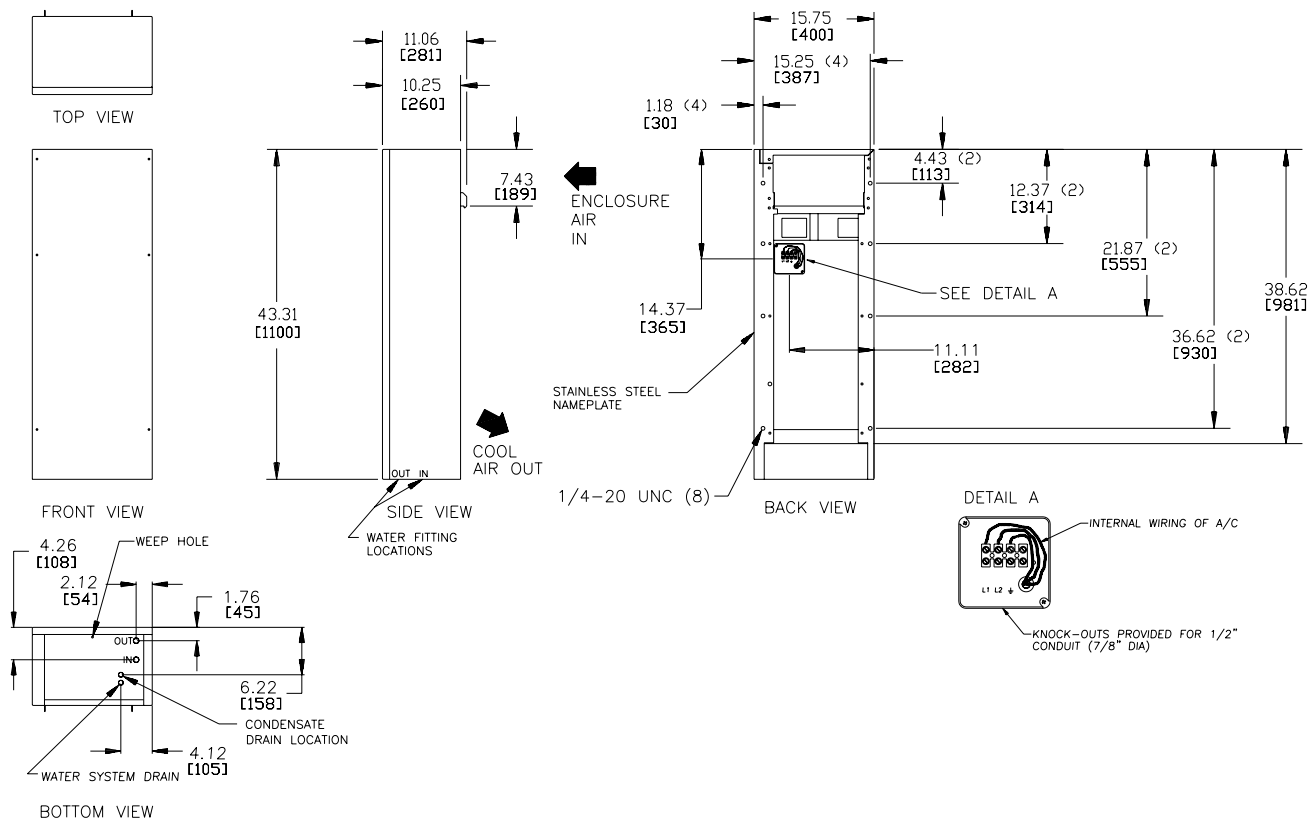 TOP VIEW
11.06
[281]
10.25
[260]
7.43
[189]
ENCLOSURE
AIR
IN
43.31
[1100]
COOL
AIR OUT
OUT IN
FRONT VIEW
SIDE VIEW
WATER FITTING
LOCATIONS
15.75
[400]
15.25 (4)
[387]
1.18 (4)
[30]
4.43 (2)
[113]
12.37 (2)
[314]
21.87 (2)
[555]
38.62
[981]
36.62 (2)
[930]
SEE DETAIL A
14.37
[365]
11.11
[282]
STAINLESS STEEL
NAMEPLATE
1/4-20 UNC (8)
BACK VIEW
DETAIL A
INTERNAL WIRING OF A/C
L1 L2 ⏚
KNOCK-OUTS PROVIDED FOR 1/2"
CONDUIT (7/8" DIA)
4.26
[108]
WEEP HOLE
2.12
[54]
1.76
[45]
OUT
IN
6.22
[158]
CONDENSATE
DRAIN LOCATION
4.12
[105]
WATER SYSTEM DRAIN
BOTTOM VIEW